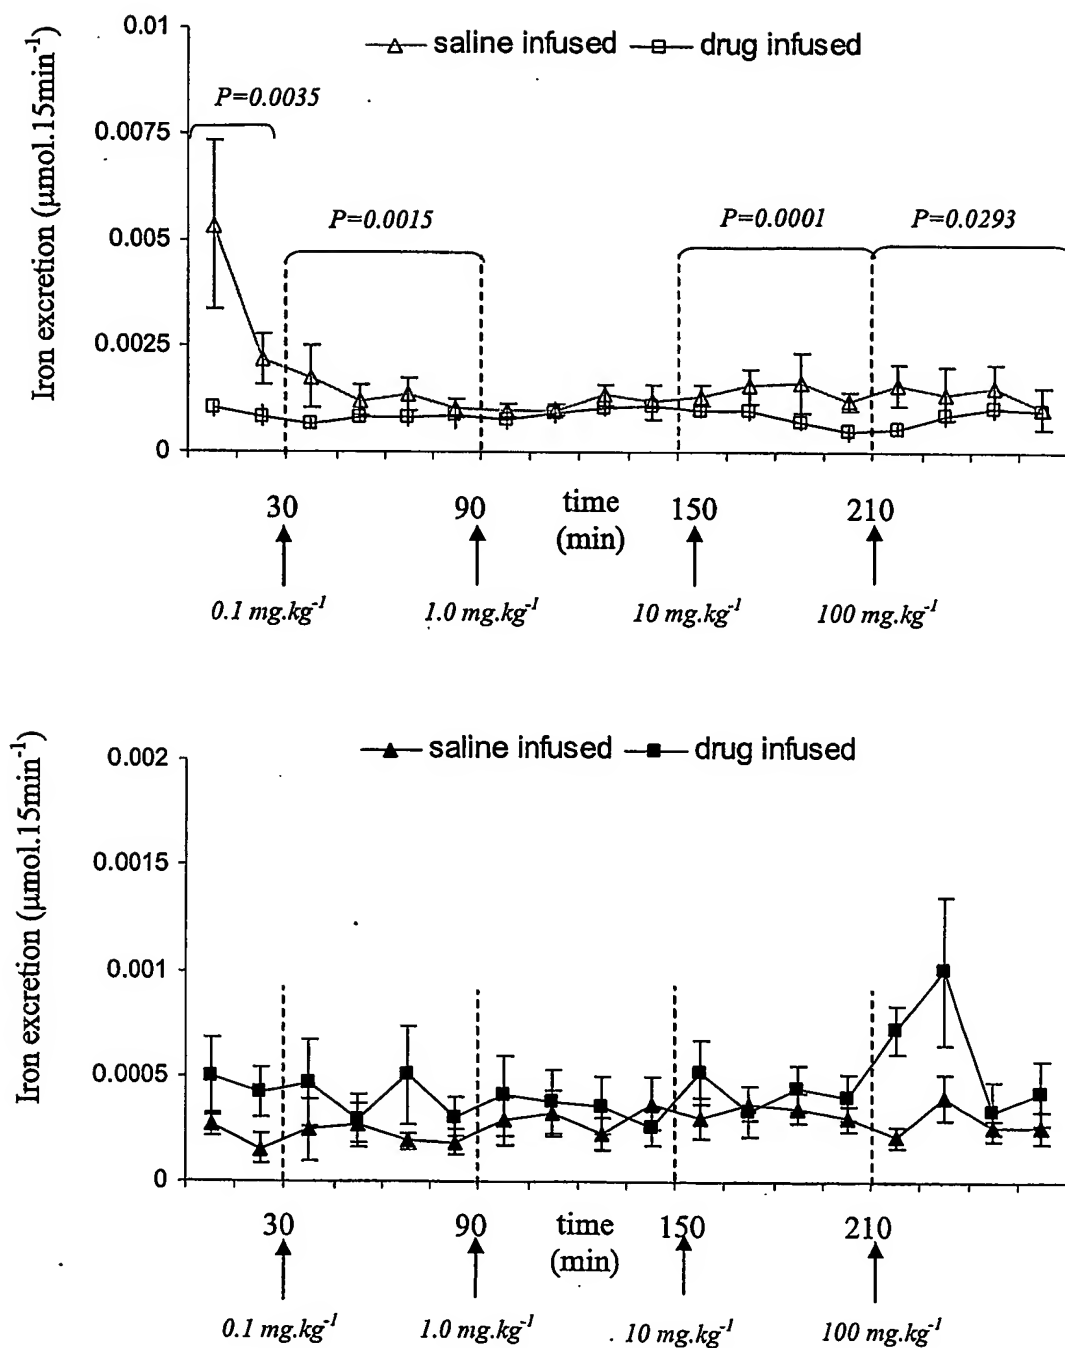 0.01
saline infused drug infused
P=0.0035
0.0075
P=0.0015 P=0.0001 P=0.0293
0.005
0.0025
0
Iron excretion (μmol.15min⁻¹)
30 90 time (min) 150 210
0.1 mg.kg⁻¹ 1.0 mg.kg⁻¹ 10 mg.kg⁻¹ 100 mg.kg⁻¹
saline infused drug infused
0.002
0.0015
0.001
0.0005
0
Iron excretion (μmol.15min⁻¹)
30 90 time (min) 150 210
0.1 mg.kg⁻¹ 1.0 mg.kg⁻¹ 10 mg.kg⁻¹ 100 mg.kg⁻¹